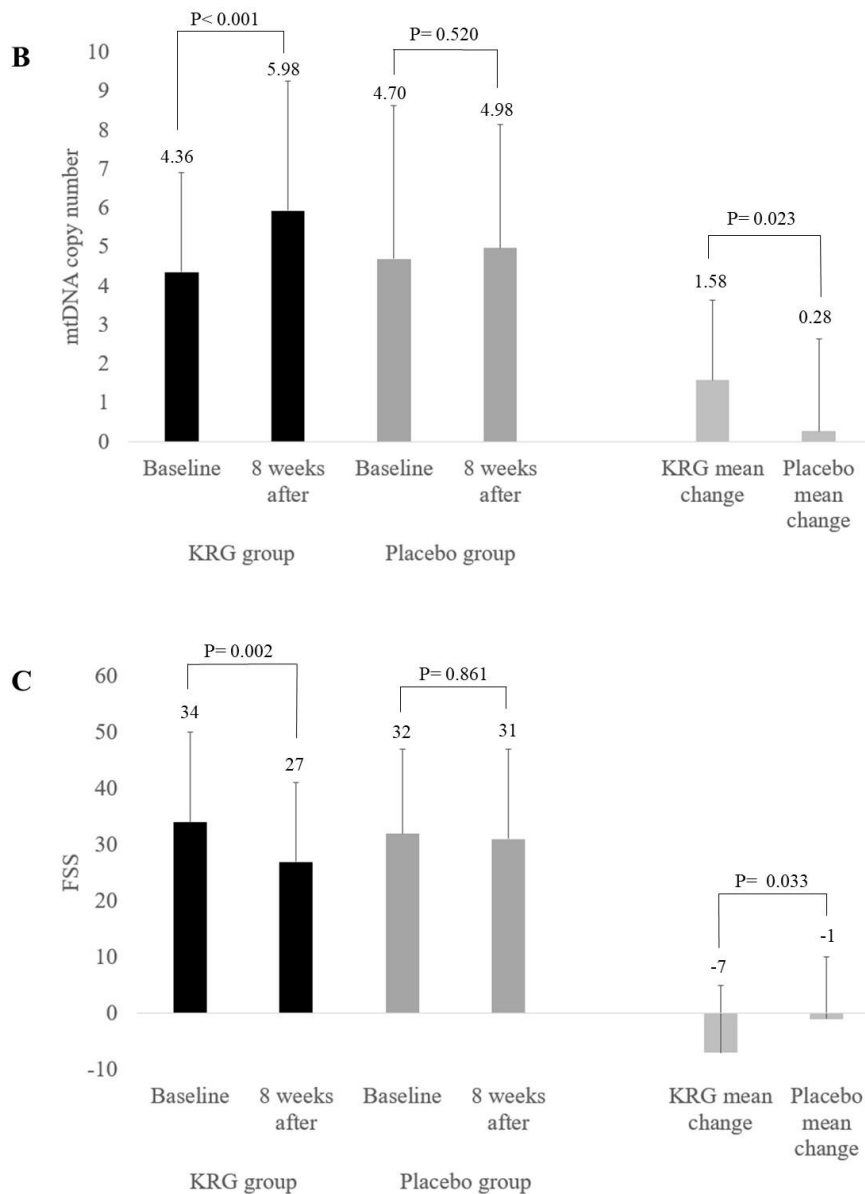 B
P< 0.001
P= 0.520
10
9
8
7
6
5
4
3
2
1
0
mtDNA copy number
4.36
5.98
4.70
4.98
P= 0.023
1.58
0.28
Baseline
8 weeks
after
Baseline
8 weeks
after
KRG mean
change
Placebo
mean
change
KRG group
Placebo group
C
P= 0.002
P= 0.861
60
50
40
30
20
10
0
-10
FSS
34
27
32
31
P= 0.033
-7
-1
Baseline
8 weeks
after
Baseline
8 weeks
after
KRG mean
change
Placebo
mean
change
KRG group
Placebo group